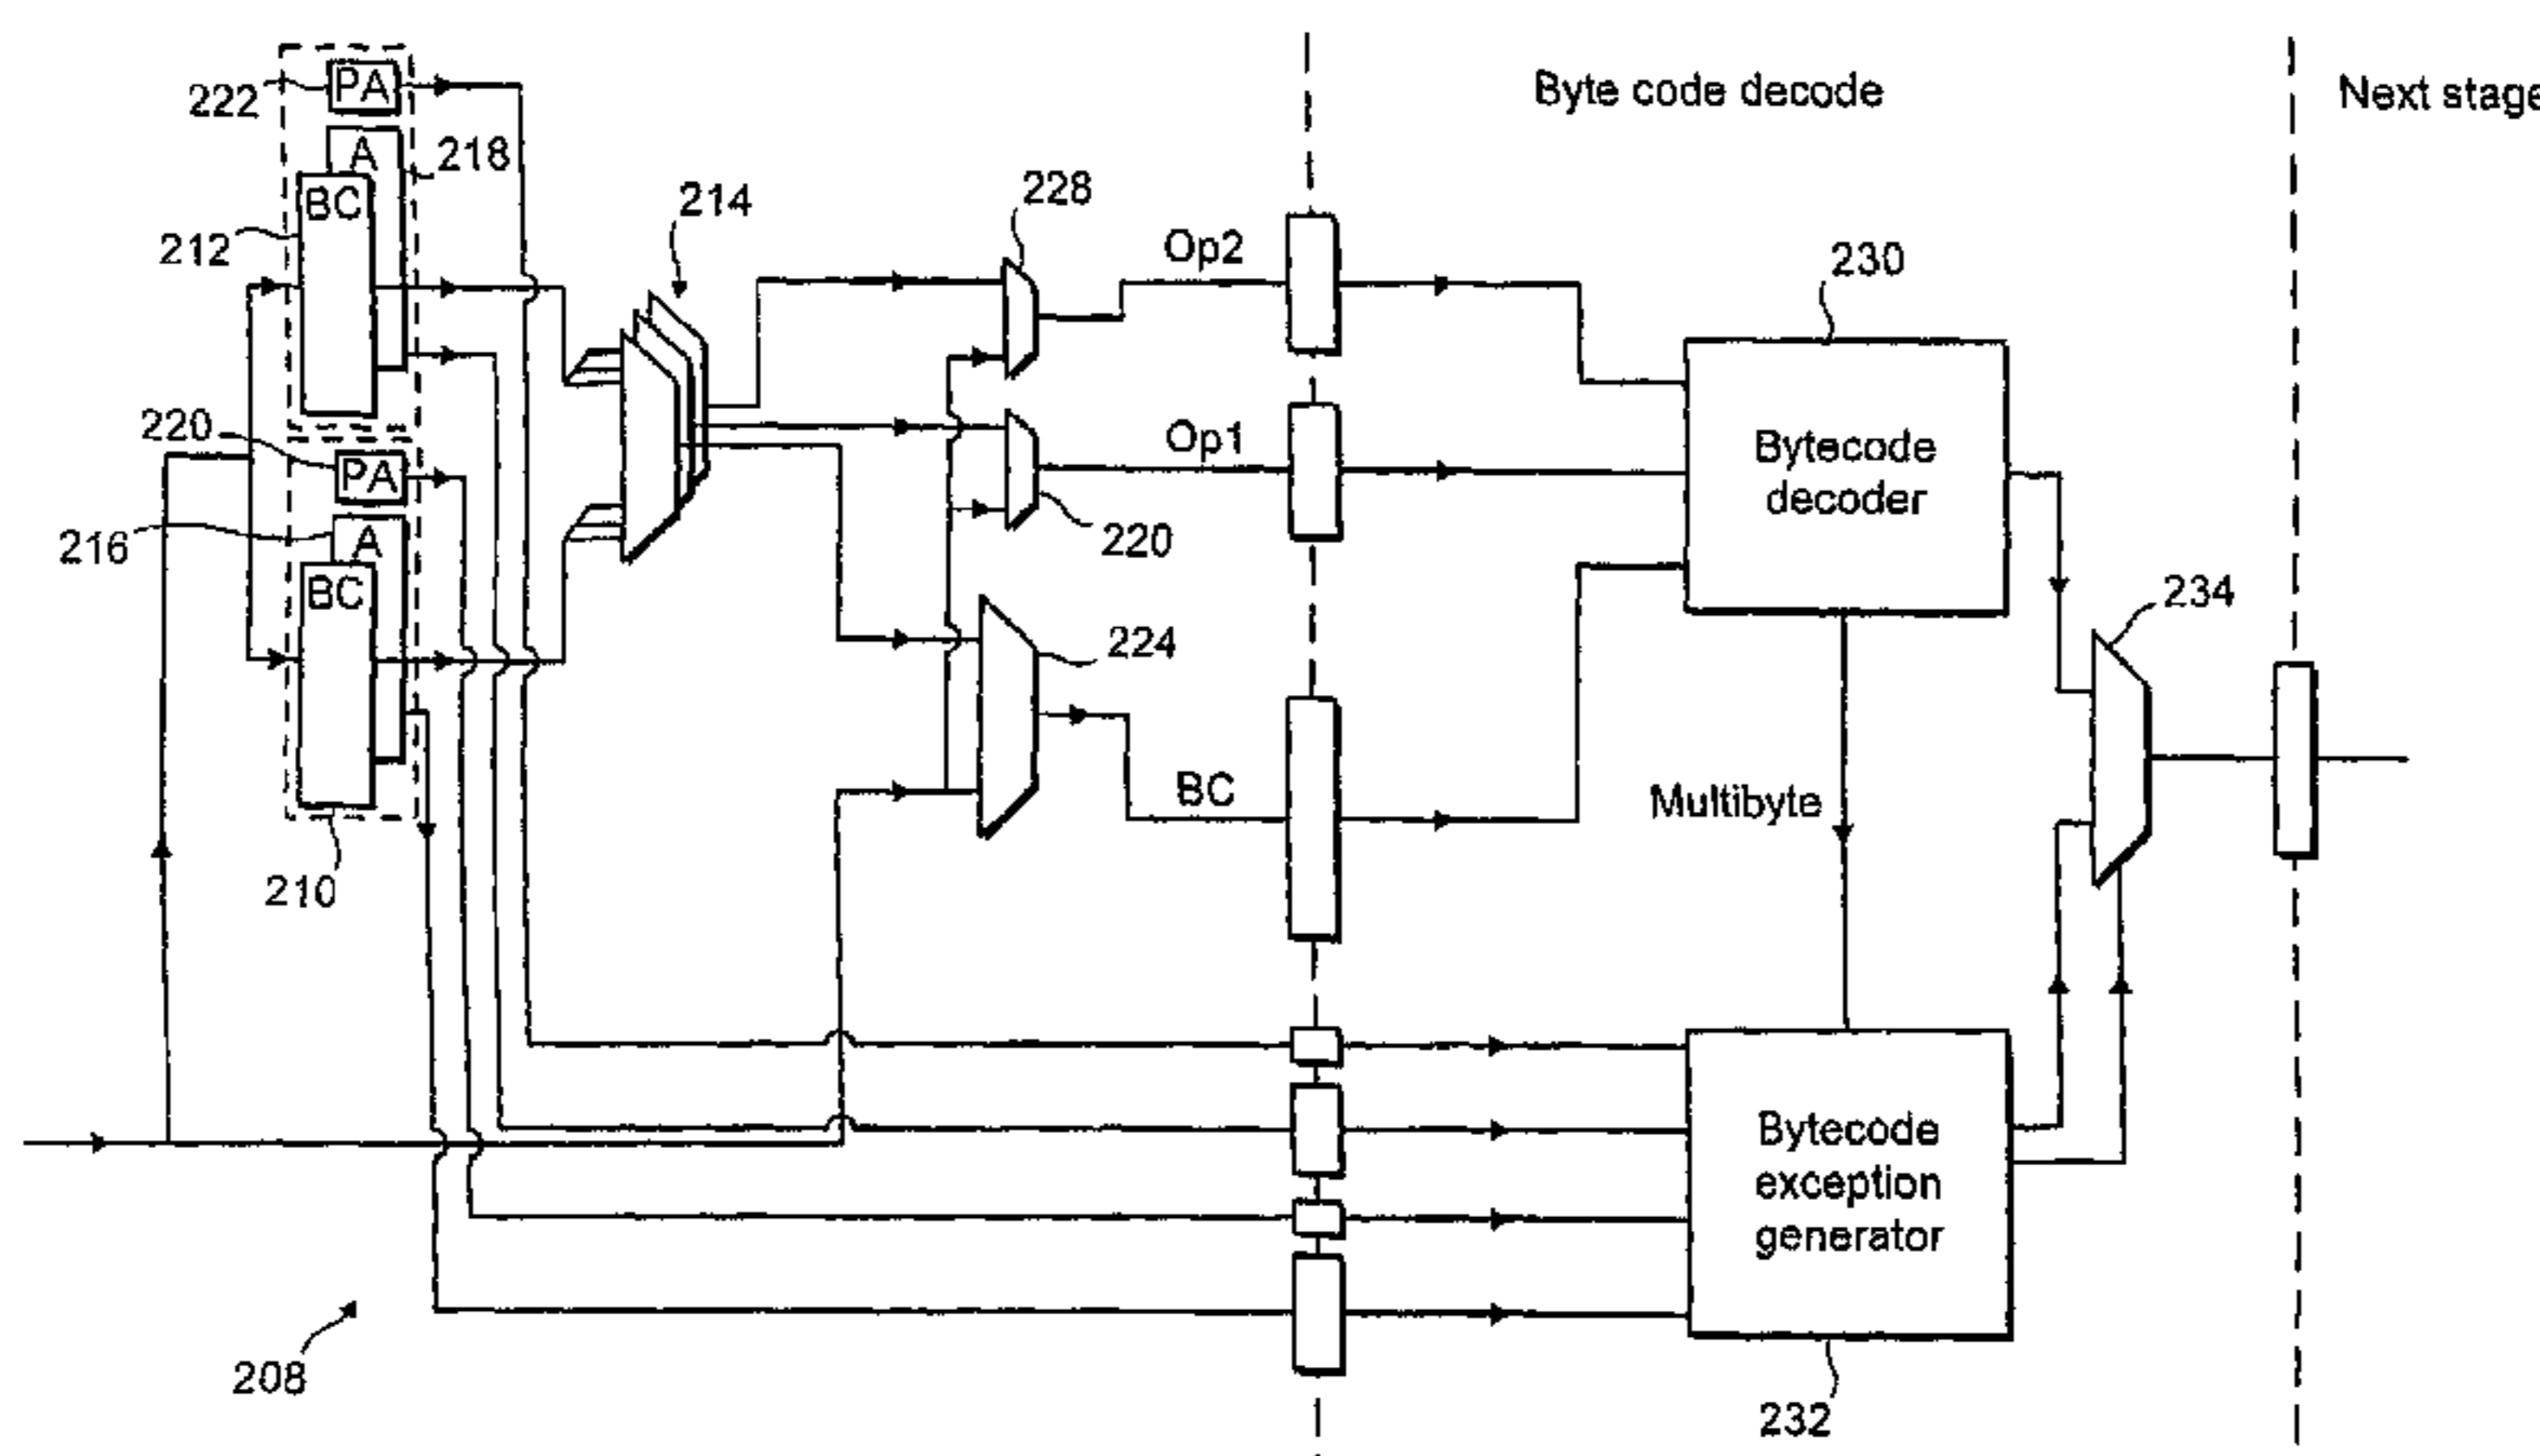 Byte code decode
Next stage
222
PA
A
218
BC
212
214
228
Op2
230
220
PA
Op1
Bytecode
decoder
216
A
BC
220
234
224
BC
Multibyte
210
Bytecode
exception
generator
208
232